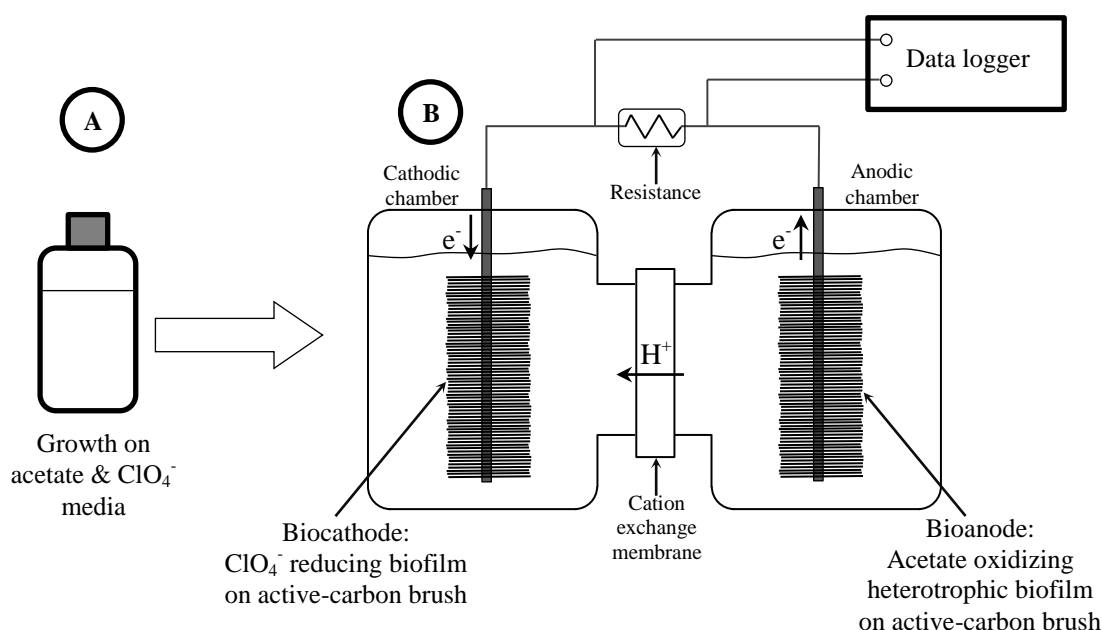 A
Growth on
acetate & ClO₄⁻
media
B
Data logger
Resistance
Cathodic
chamber
Anodic
chamber
e⁻
e⁻
H⁺
Cation
exchange
membrane
Biocathode:
ClO₄⁻ reducing biofilm
on active-carbon brush
Bioanode:
Acetate oxidizing
heterotrophic biofilm
on active-carbon brush